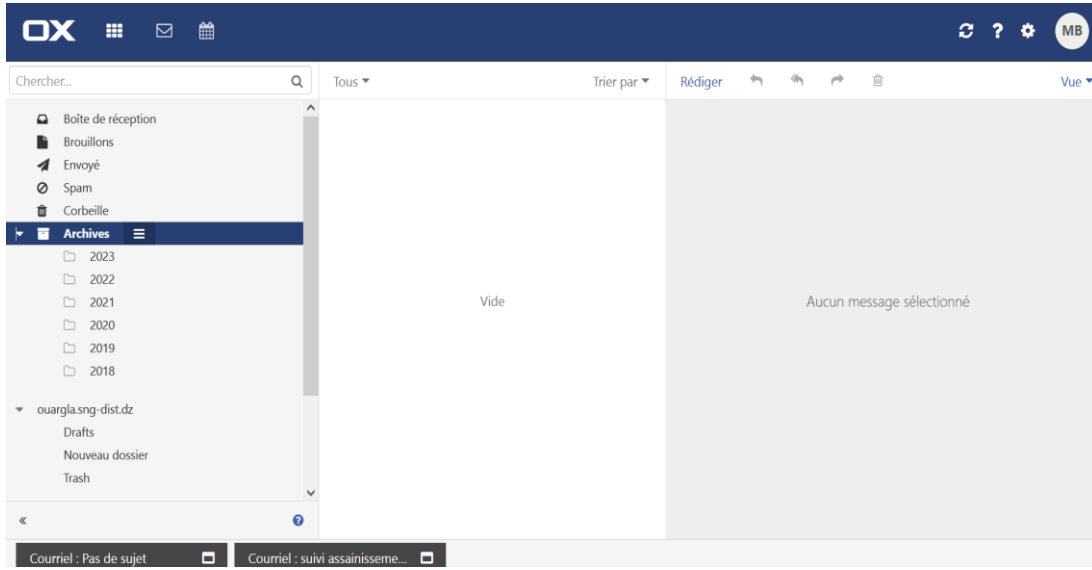 OX
MB
Chercher...
Tous
Trier par
Rédiger
Vue
Boîte de réception
Brouillons
Envoyé
Spam
Corbeille
Archives
2023
2022
2021
2020
2019
2018
ouargla.sng-dist.dz
Drafts
Nouveau dossier
Trash
Vide
Aucun message sélectionné
Courriel : Pas de sujet
Courriel : suivi assainisseme...